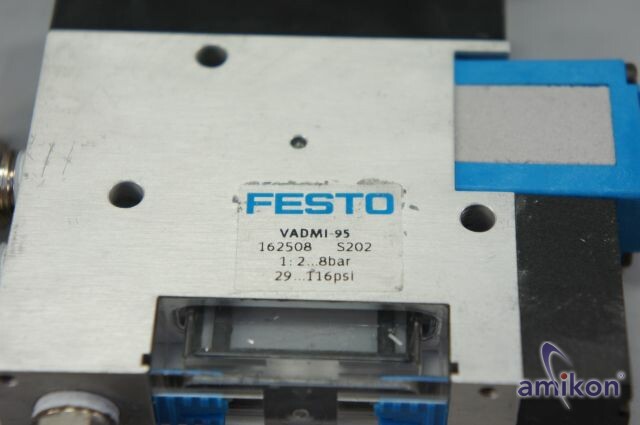 FESTO
VADMI-95
162508 S202
1: 2...8bar
29...116psi
amikon®